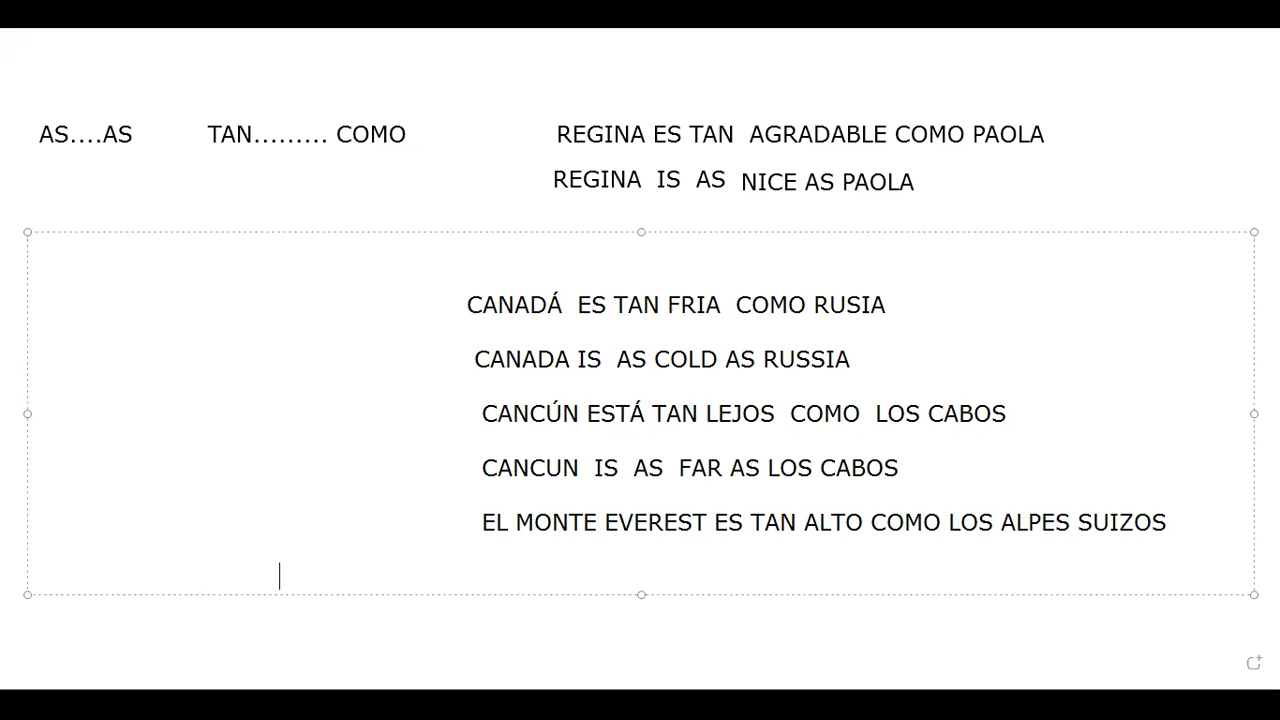 AS....AS TAN......... COMO REGINA ES TAN AGRADABLE COMO PAOLA
REGINA IS AS NICE AS PAOLA
CANADÁ ES TAN FRIA COMO RUSIA
CANADA IS AS COLD AS RUSSIA
CANCÚN ESTÁ TAN LEJOS COMO LOS CABOS
CANCUN IS AS FAR AS LOS CABOS
EL MONTE EVEREST ES TAN ALTO COMO LOS ALPES SUIZOS